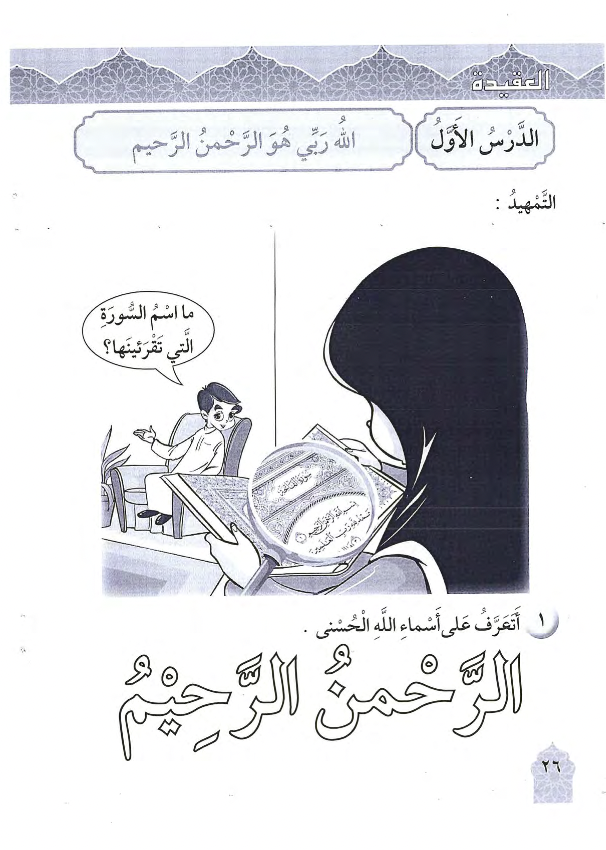 العقيدة
الدَّرْسُ الأَوَّلُ
اللهُ رَبِّي هُوَ الرَّحْمنُ الرَّحيم
التَّمْهيدُ :
ما اسْمُ السُّورَةِ
الَّتي تَقْرَئينَها؟
١ أَتَعَرَّفُ عَلى أَسْماءِ اللَّهِ الْحُسْنى .
الرَّحْمنُ الرَّحِيْمُ
٢٦